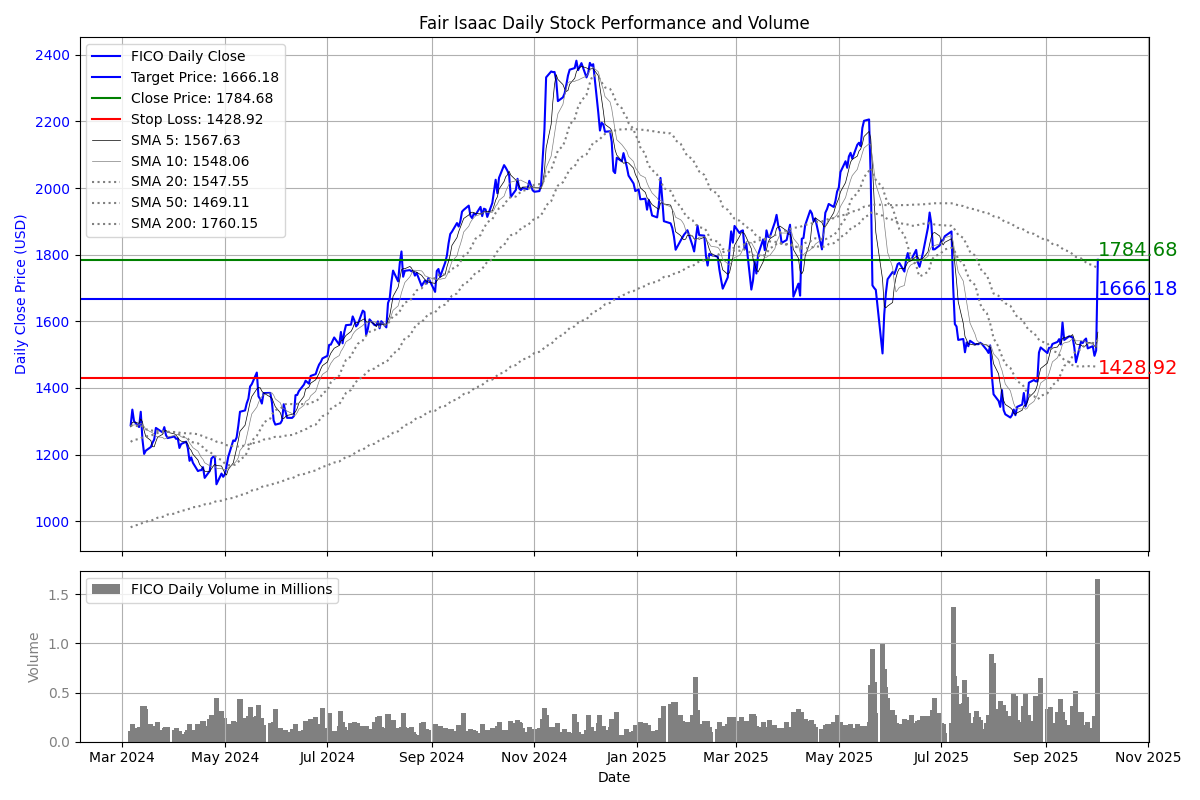 Fair Isaac Daily Stock Performance and Volume
2400
2200
2000
1800
1600
1400
1200
1000
Daily Close Price (USD)
FICO Daily Close
Target Price: 1666.18
Close Price: 1784.68
Stop Loss: 1428.92
SMA 5: 1567.63
SMA 10: 1548.06
SMA 20: 1547.55
SMA 50: 1469.11
SMA 200: 1760.15
1784.68
1666.18
1428.92
1.5
1.0
0.5
0.0
Volume
FICO Daily Volume in Millions
Mar 2024 May 2024 Jul 2024 Sep 2024 Nov 2024 Jan 2025 Mar 2025 May 2025 Jul 2025 Sep 2025 Nov 2025
Date